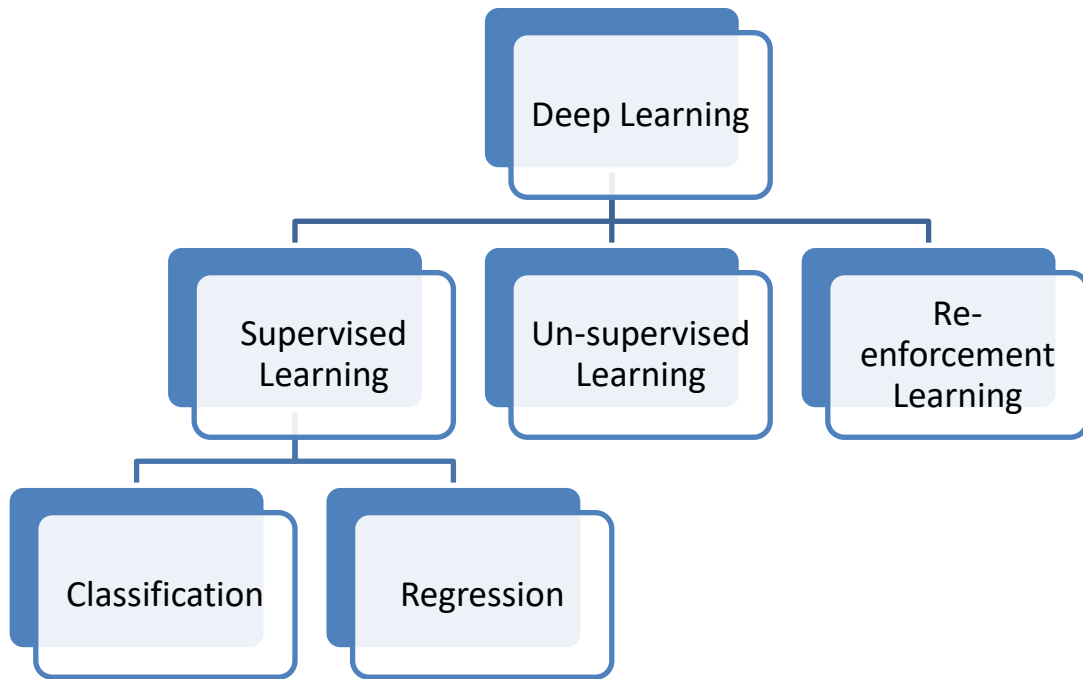 Deep Learning
Supervised
Learning
Un-supervised
Learning
Re-
enforcement
Learning
Classification
Regression